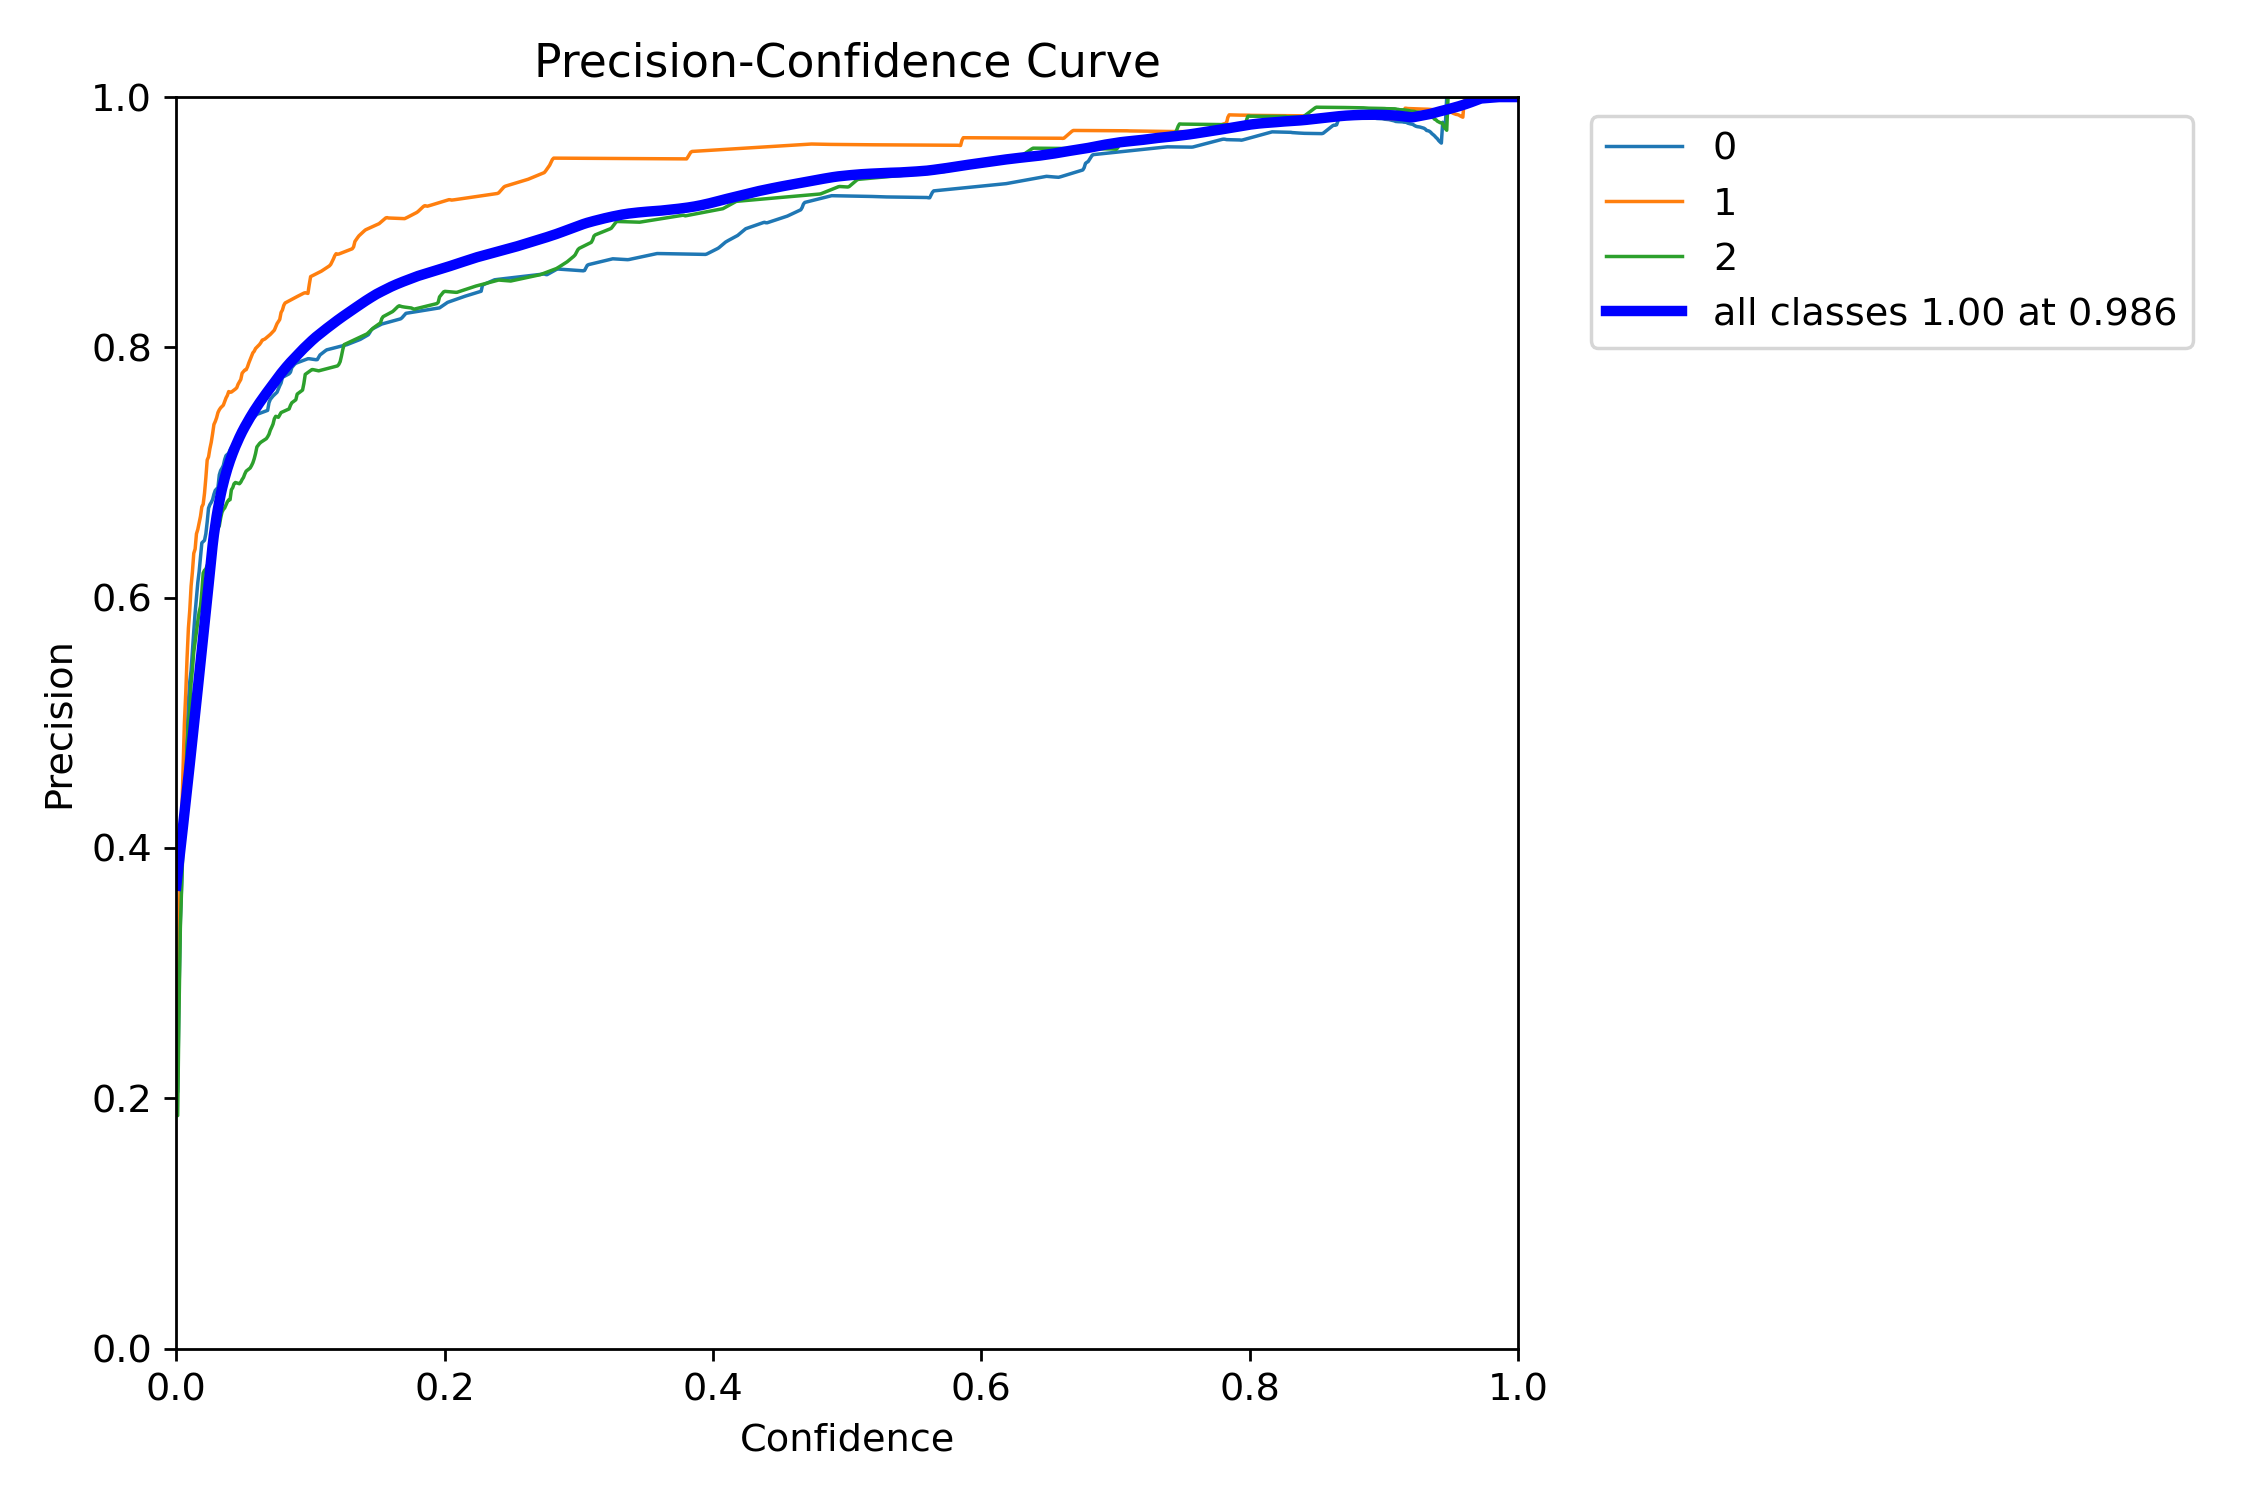 Precision-Confidence Curve
1.0
0.8
0.6
0.4
0.2
0.0
Precision
0.0 0.2 0.4 0.6 0.8 1.0
Confidence
0
1
2
all classes 1.00 at 0.986